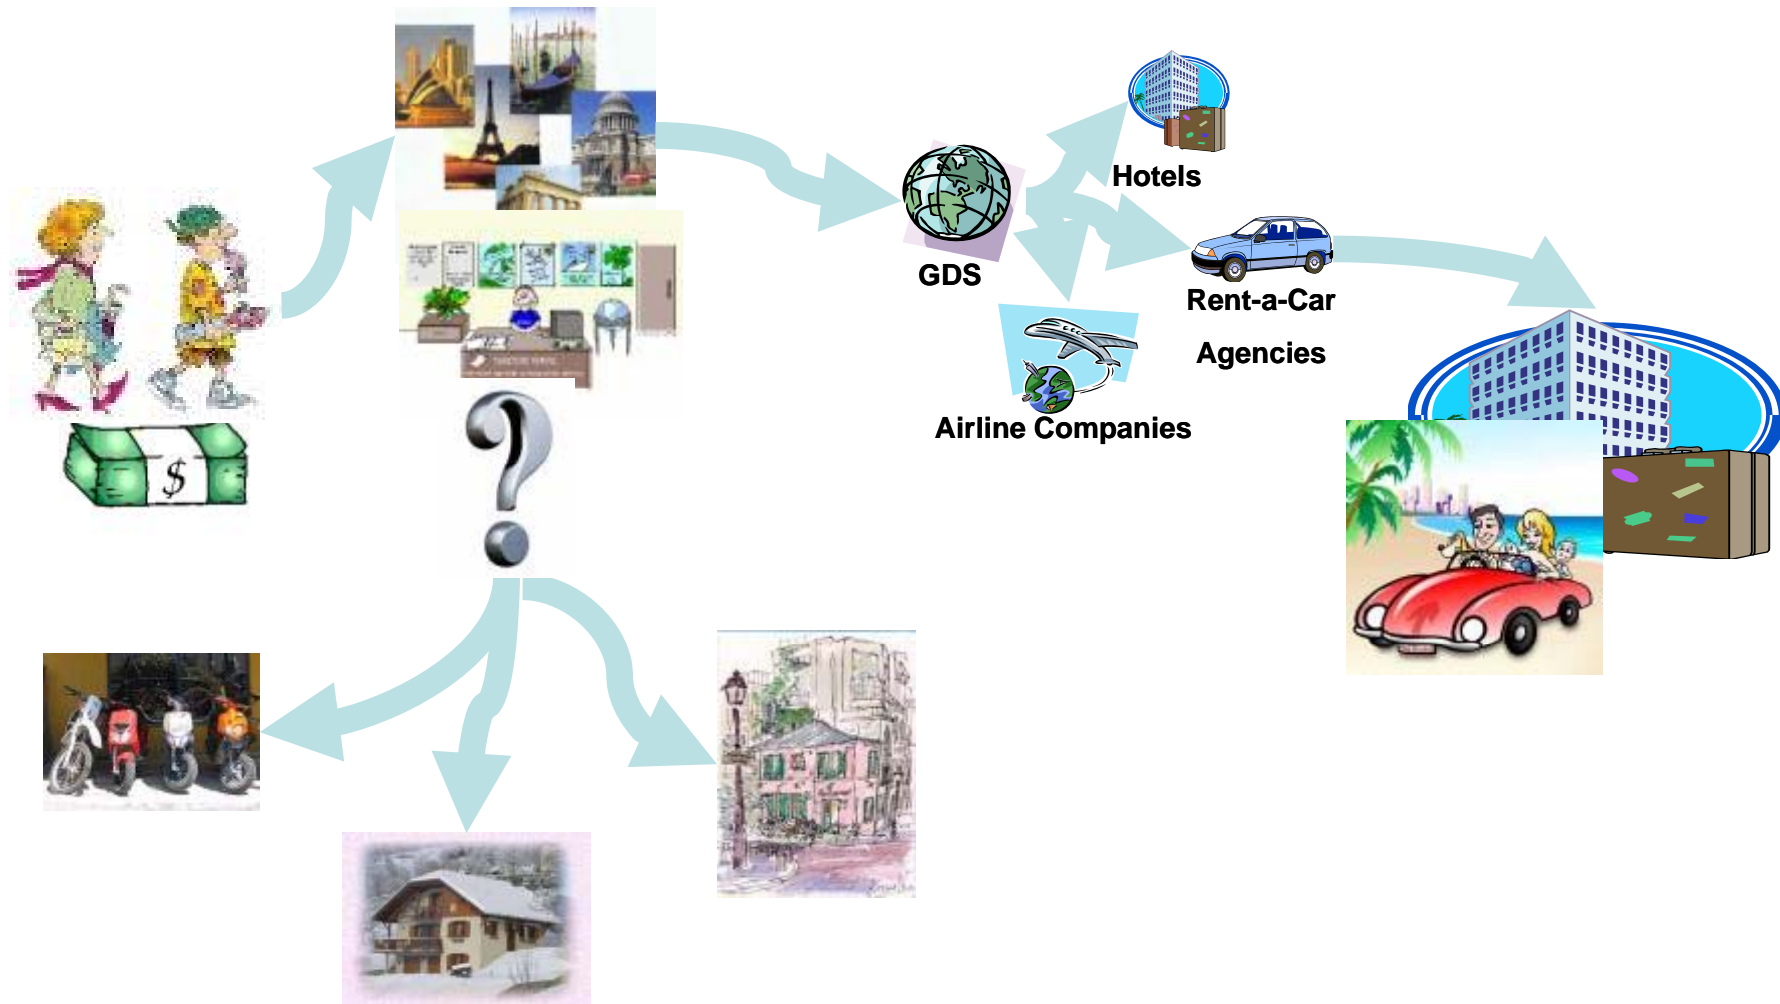 Hotels
GDS
Rent-a-Car
Agencies
Airline Companies
$